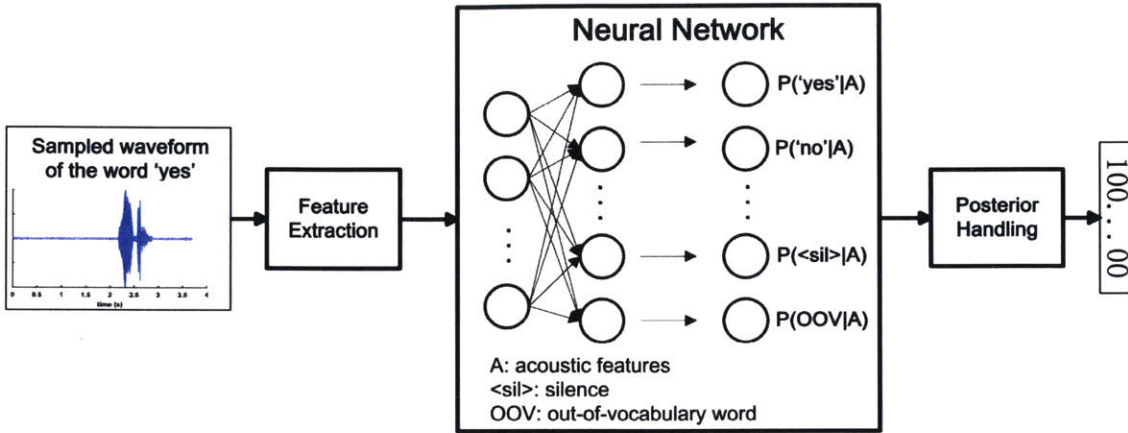 Neural Network
Sampled waveform
of the word ‘yes’
0 0.5 1 1.5 2 2.5 3 3.5 4
time (s)
Feature
Extraction
P(‘yes’|A)
P(‘no’|A)
P(<sil>|A)
P(OOV|A)
A: acoustic features
<sil>: silence
OOV: out-of-vocabulary word
Posterior
Handling
100. . . 00